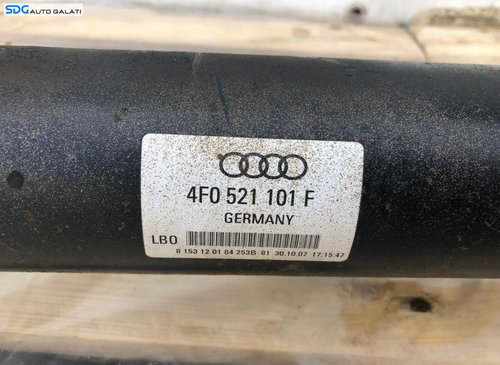 SDG AUTO GALATI
4F0 521 101 F
GERMANY
LB0
8 153 12 01 84 253B 81 30.10.07 17:15:47